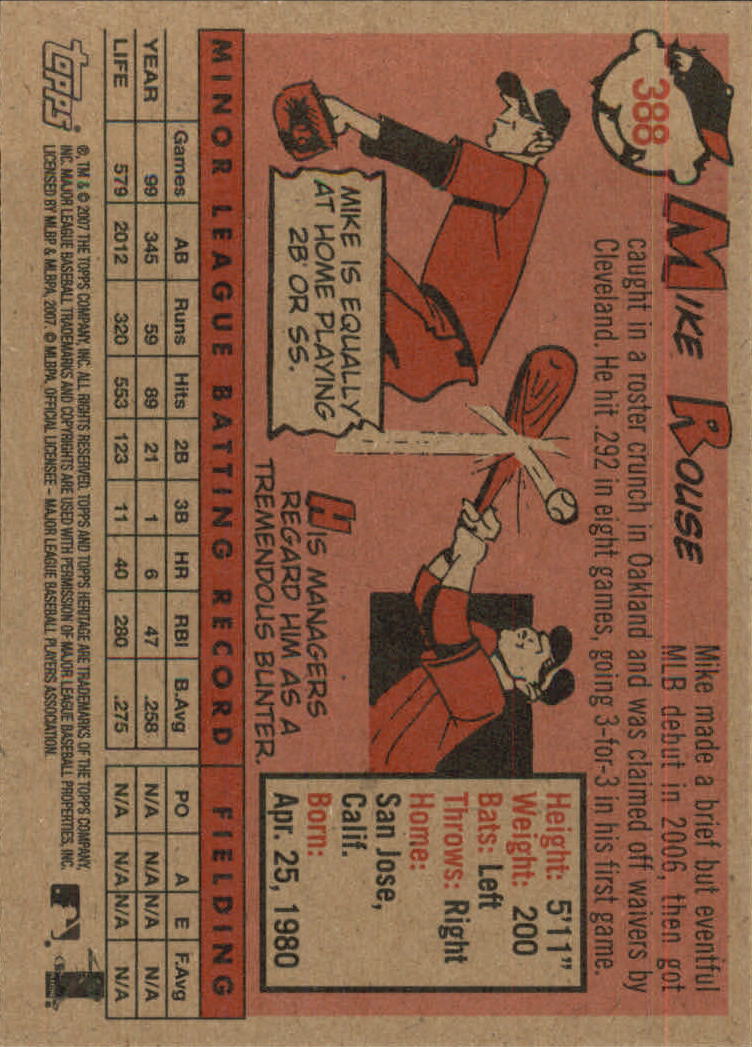 388
MIKE ROUSE
Mike made a brief but eventful
MLB debut in 2006, then got
caught in a roster crunch in Oakland and was claimed off waivers by
Cleveland. He hit .292 in eight games, going 3-for-3 in his first game.
MIKE IS EQUALLY
AT HOME PLAYING
2B OR SS.
HIS MANAGERS
REGARD HIM AS A
TREMENDOUS BUNTER.
Height: 5'11"
Weight: 200
Bats: Left
Throws: Right
Home:
San Jose,
Calif.
Born:
Apr. 25, 1980
MINOR LEAGUE BATTING RECORD FIELDING
Games AB Runs Hits 2B 3B HR RBI B.Avg PO A E F.Avg
YEAR 99 345 59 89 21 1 6 47 .258 N/A N/A N/A N/A
LIFE 579 2012 320 553 123 11 40 280 .275 N/A N/A N/A N/A
topps
®, TM & © 2007 THE TOPPS COMPANY, INC. ALL RIGHTS RESERVED. TOPPS AND TOPPS HERITAGE ARE TRADEMARKS OF THE TOPPS COMPANY,
INC. MAJOR LEAGUE BASEBALL TRADEMARKS AND COPYRIGHTS ARE USED WITH PERMISSION OF MAJOR LEAGUE BASEBALL PROPERTIES, INC.
LICENSED BY MLBP & MLBPA, 2007. © MLBPA, OFFICIAL LICENSEE – MAJOR LEAGUE BASEBALL PLAYERS ASSOCIATION.